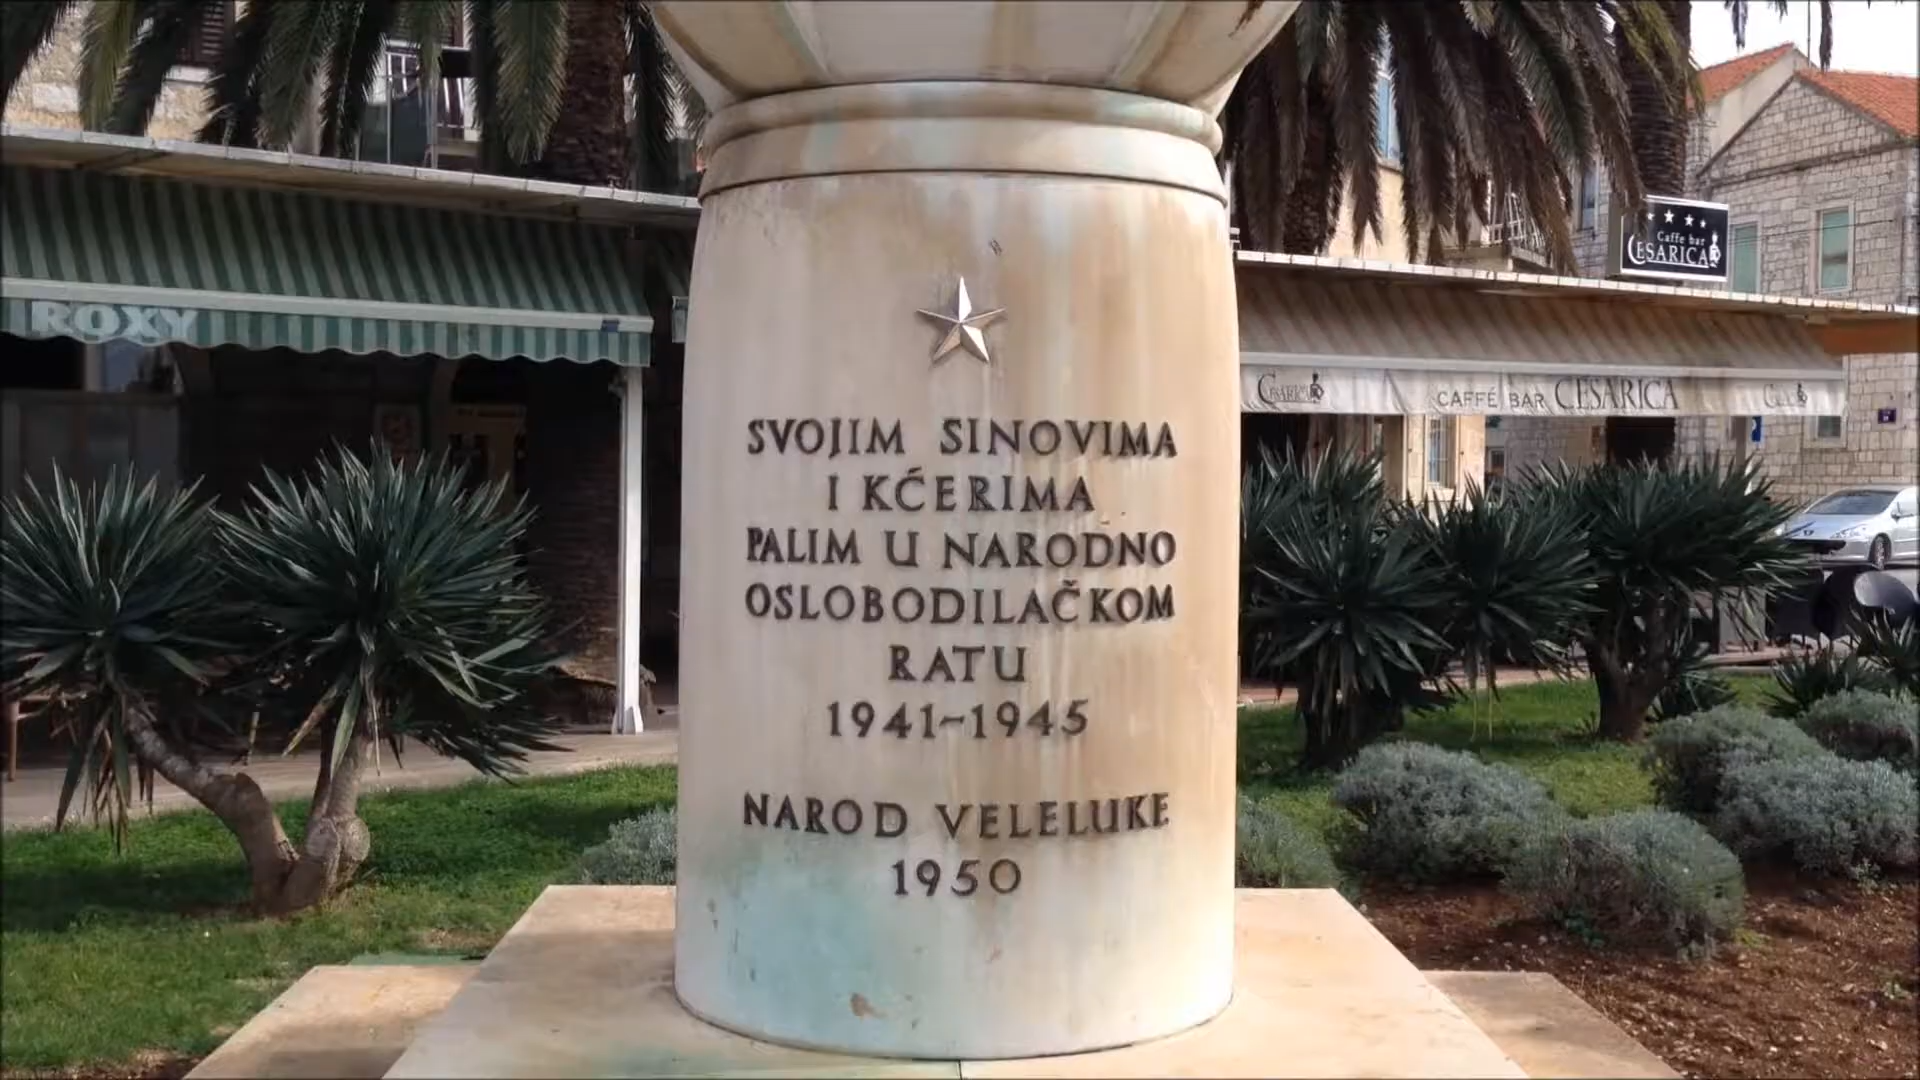 ROXY
Caffe bar
CESARICA
CESARICA
CAFFÉ BAR CESARICA
SVOJIM SINOVIMA
I KĆERIMA
PALIM U NARODNO
OSLOBODILAČKOM
RATU
1941-1945
NAROD VELELUKE
1950